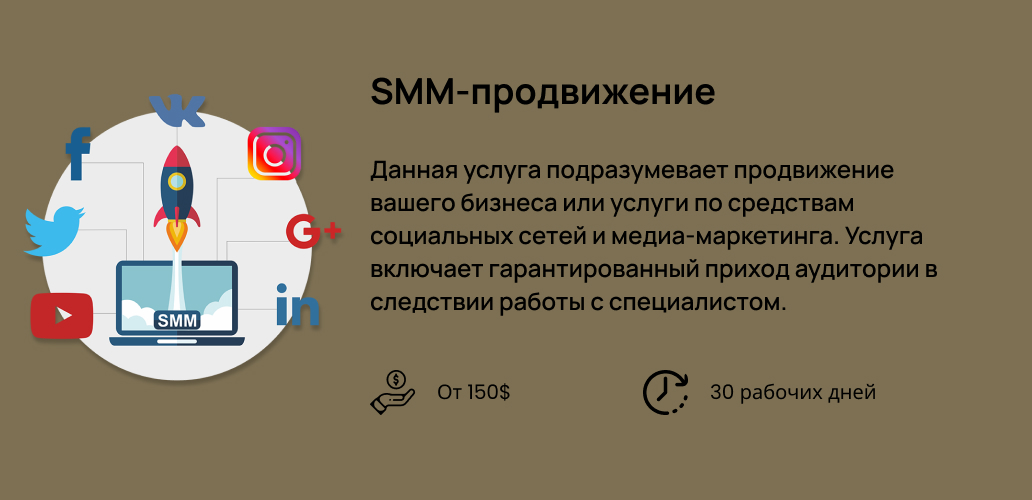 SMM-продвижение
Данная услуга подразумевает продвижение
вашего бизнеса или услуги по средствам
социальных сетей и медиа-маркетинга. Услуга
включает гарантированный приход аудитории в
следствии работы с специалистом.
SMM
От 150$
30 рабочих дней